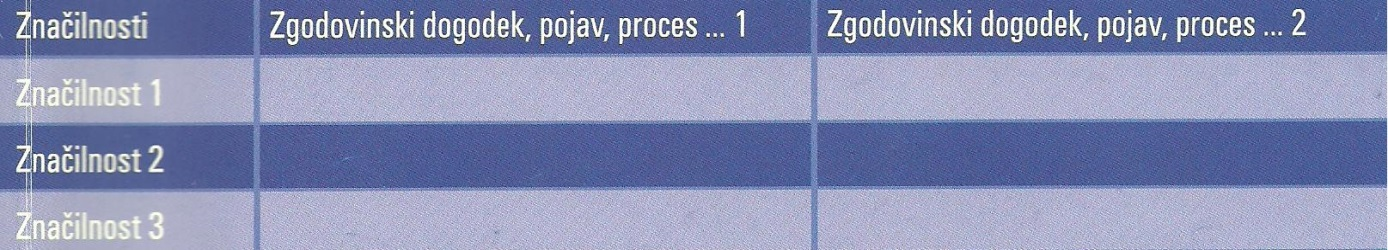 Značilnosti Zgodovinski dogodek, pojav, proces ... 1 Zgodovinski dogodek, pojav, proces ... 2
Značilnost 1
Značilnost 2
Značilnost 3